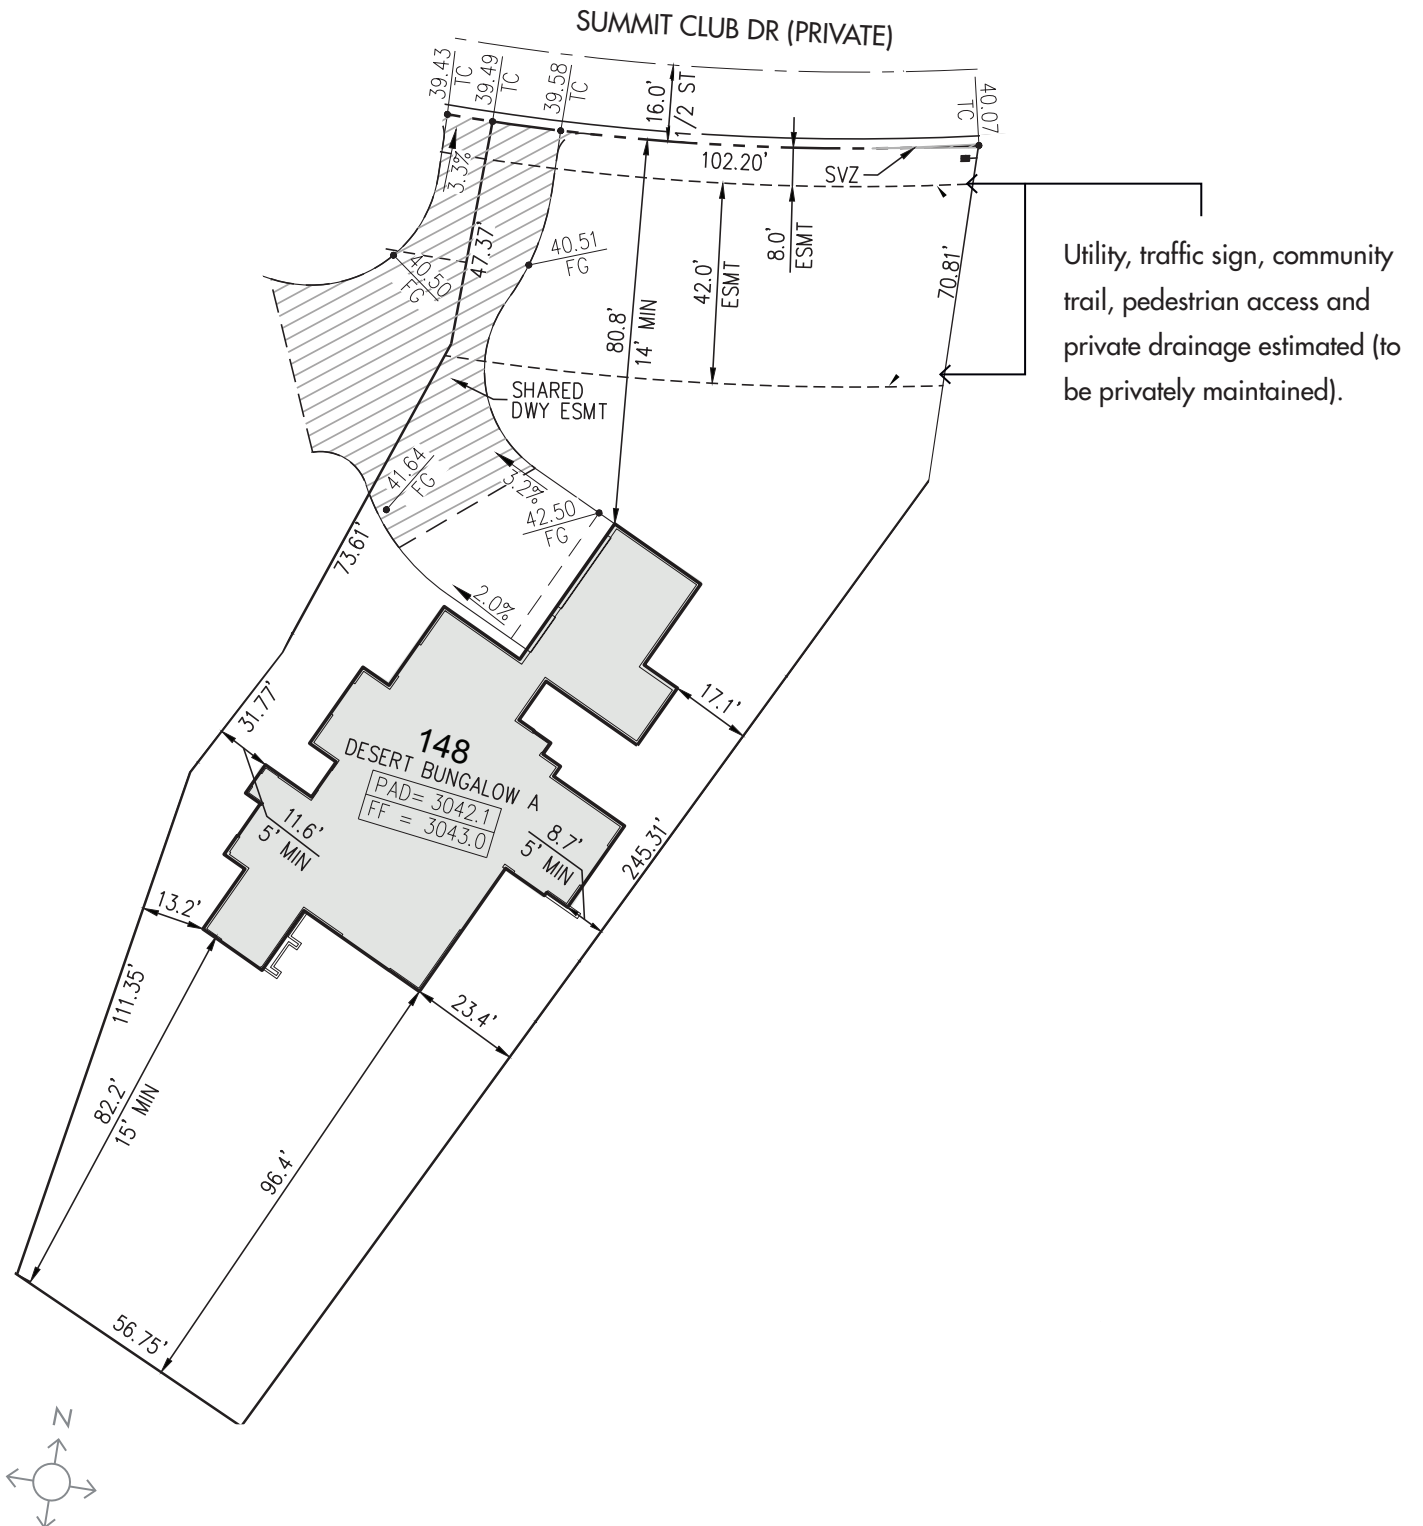 SUMMIT CLUB DR (PRIVATE)
39.43
TC
39.49
TC
39.58
TC
16.0'
1/2 ST
40.07
TC
102.20'
SVZ
3.3%
47.37'
40.51
FG
40.50
FG
8.0'
ESMT
42.0'
ESMT
70.81'
Utility, traffic sign, community
trail, pedestrian access and
private drainage estimated (to
be privately maintained).
80.8'
14' MIN
SHARED
DWY ESMT
41.64
FG
3.2%
42.50
FG
73.61'
2.0%
31.77'
17.1'
148
DESERT BUNGALOW A
PAD= 3042.1
FF = 3043.0
11.6'
5' MIN
8.7'
5' MIN
245.31'
13.2'
111.35'
23.4'
82.2'
15' MIN
96.4'
56.75'
N